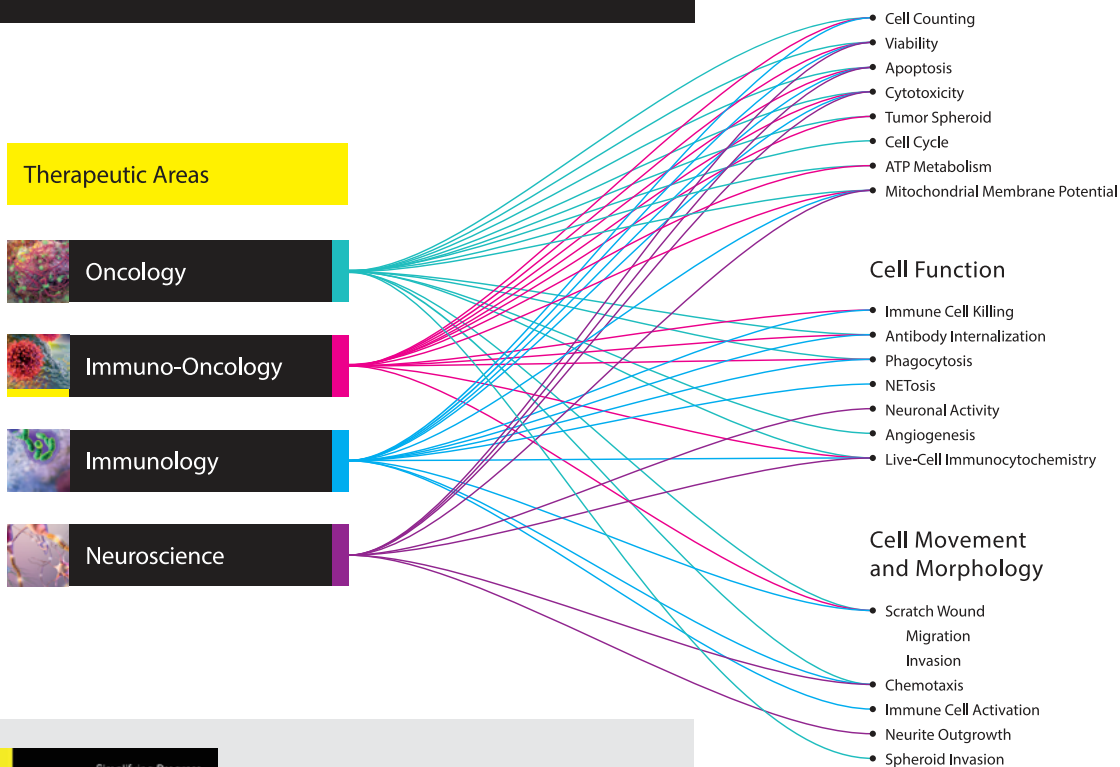 Therapeutic Areas
Oncology
Immuno-Oncology
Immunology
Neuroscience
Cell Counting
Viability
Apoptosis
Cytotoxicity
Tumor Spheroid
Cell Cycle
ATP Metabolism
Mitochondrial Membrane Potential
Cell Function
Immune Cell Killing
Antibody Internalization
Phagocytosis
NETosis
Neuronal Activity
Angiogenesis
Live-Cell Immunocytochemistry
Cell Movement
and Morphology
Scratch Wound
Migration
Invasion
Chemotaxis
Immune Cell Activation
Neurite Outgrowth
Spheroid Invasion